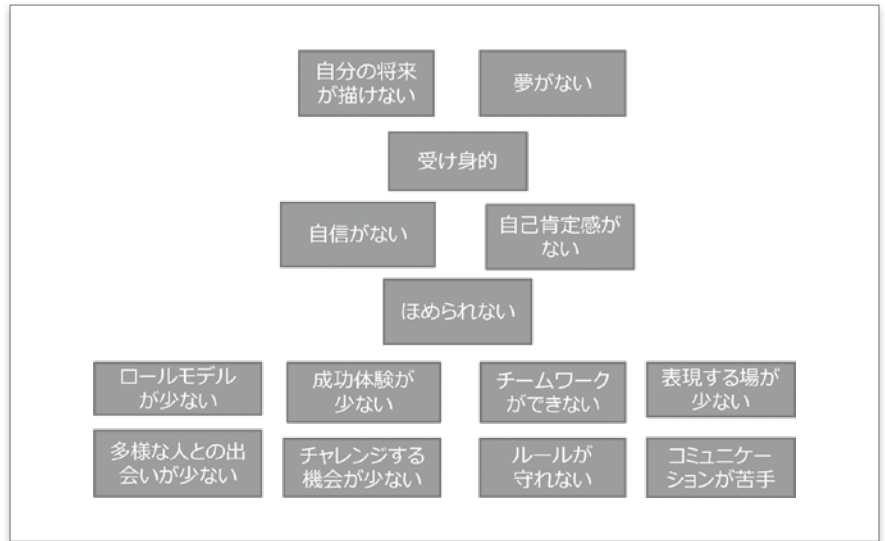 自分の将来
が描けない
夢がない
受け身的
自信がない
自己肯定感が
ない
ほめられない
ロールモデル
が少ない
成功体験が
少ない
チームワーク
ができない
表現する場が
少ない
多様な人との出
会いが少ない
チャレンジする
機会が少ない
ルールが
守れない
コミュニケー
ションが苦手